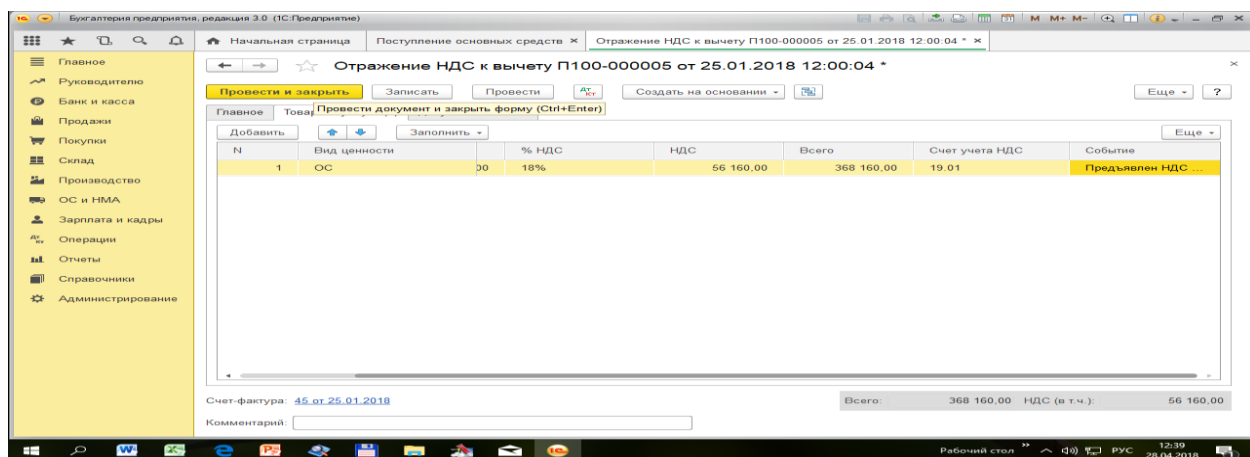 Бухгалтерия предприятия, редакция 3.0 (1С:Предприятие) M M+ M-
Начальная страница Поступление основных средств × Отражение НДС к вычету П100-000005 от 25.01.2018 12:00:04 * ×
Главное
Руководителю
Банк и касса
Продажи
Покупки
Склад
Производство
ОС и НМА
Зарплата и кадры
Операции
Отчеты
Справочники
Администрирование
Отражение НДС к вычету П100-000005 от 25.01.2018 12:00:04 *
Провести и закрыть Записать Провести Создать на основании Еще ?
Главное Това
Провести документ и закрыть форму (Ctrl+Enter)
Добавить Заполнить Еще
N Вид ценности % НДС НДС Всего Счет учета НДС Событие
1 ОС 00 18% 56 160,00 368 160,00 19.01 Предъявлен НДС ...
Счет-фактура: 45 от 25.01.2018 Всего: 368 160,00 НДС (в т.ч.): 56 160,00
Комментарий:
Рабочий стол РУС 12:39
28.04.2018